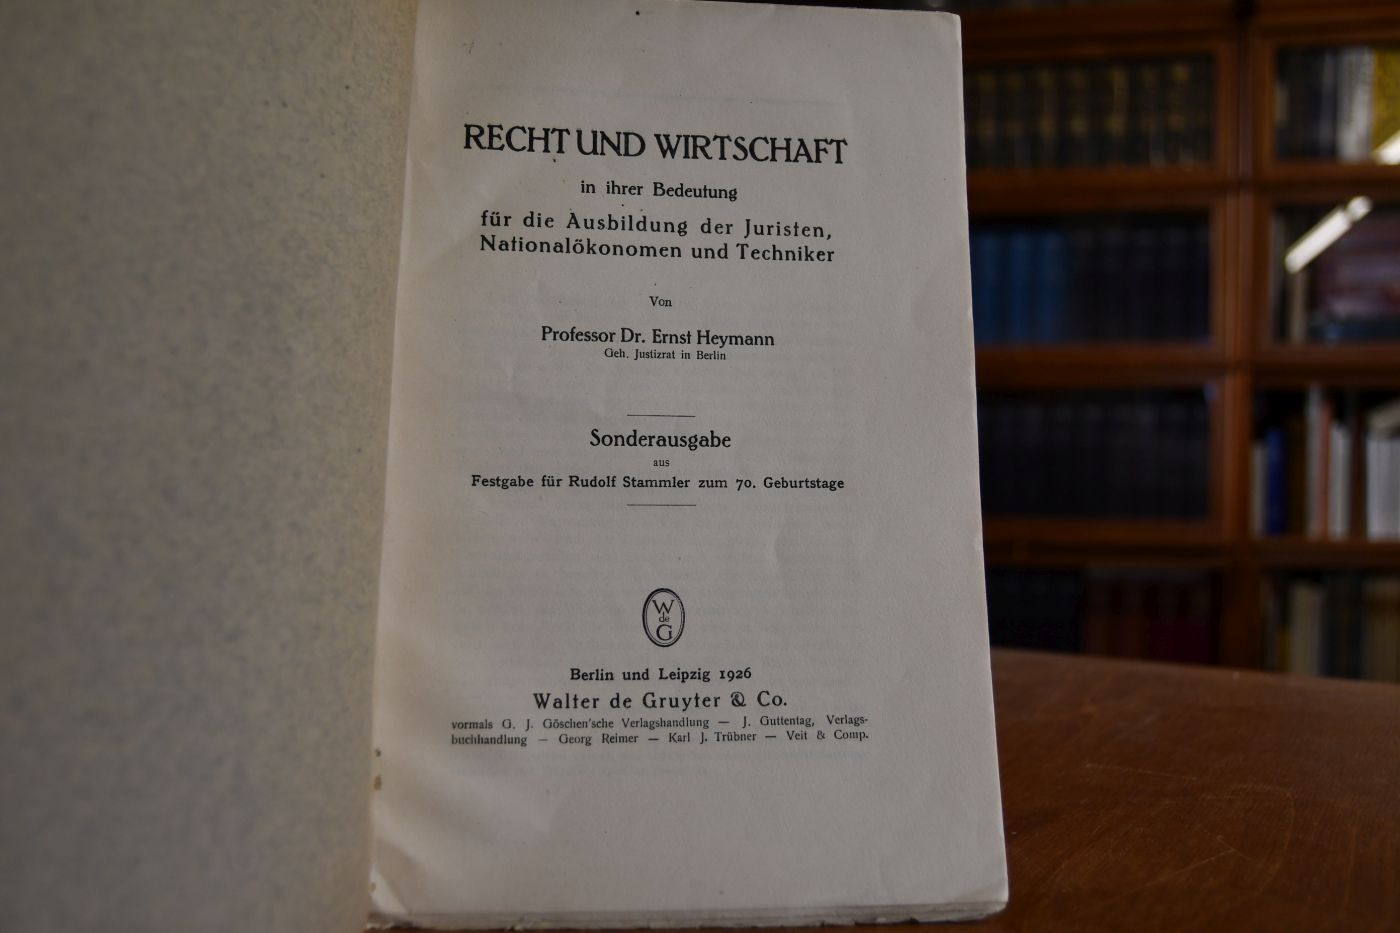 RECHT UND WIRTSCHAFT
in ihrer Bedeutung
für die Ausbildung der Juristen,
Nationalökonomen und Techniker
Von
Professor Dr. Ernst Heymann
Geh. Justizrat in Berlin
Sonderausgabe
aus
Festgabe für Rudolf Stammler zum 70. Geburtstage
W
de
G
Berlin und Leipzig 1926
Walter de Gruyter & Co.
vormals G. J. Göschen'sche Verlagshandlung — J. Guttentag, Verlags-
buchhandlung — Georg Reimer — Karl J. Trübner — Veit & Comp.